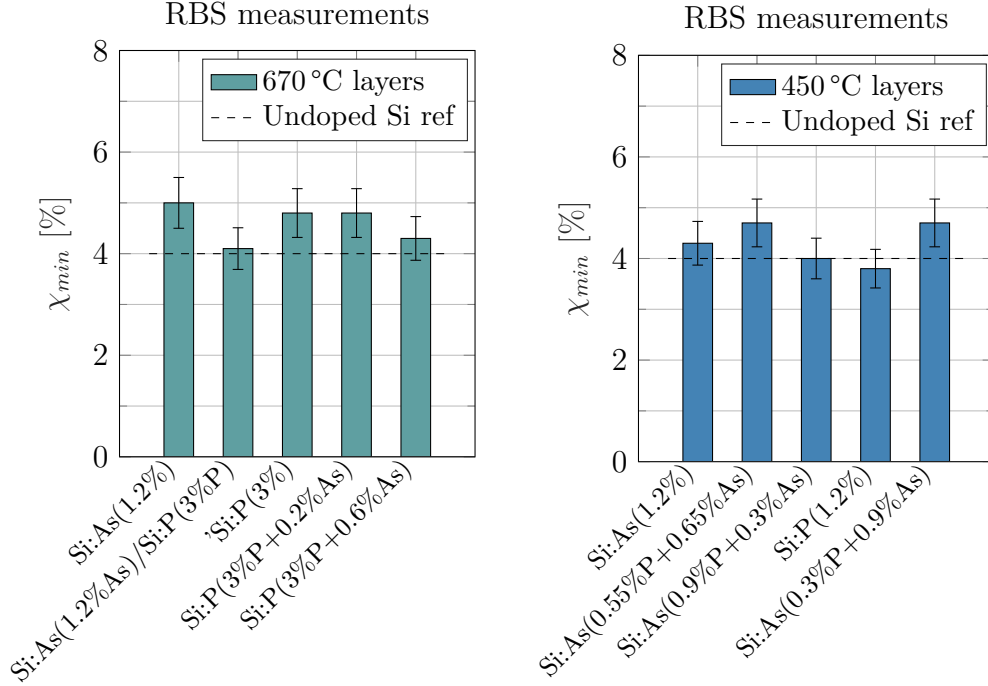 RBS measurements
670 °C layers
Undoped Si ref
χmin [%]
8
6
4
2
0
Si:As(1.2%)
Si:As(1.2%As)/Si:P(3%P)
'Si:P(3%)
Si:P(3%P+0.2%As)
Si:P(3%P+0.6%As)
RBS measurements
450 °C layers
Undoped Si ref
χmin [%]
8
6
4
2
0
Si:As(1.2%)
Si:As(0.55%P+0.65%As)
Si:As(0.9%P+0.3%As)
Si:P(1.2%)
Si:As(0.3%P+0.9%As)